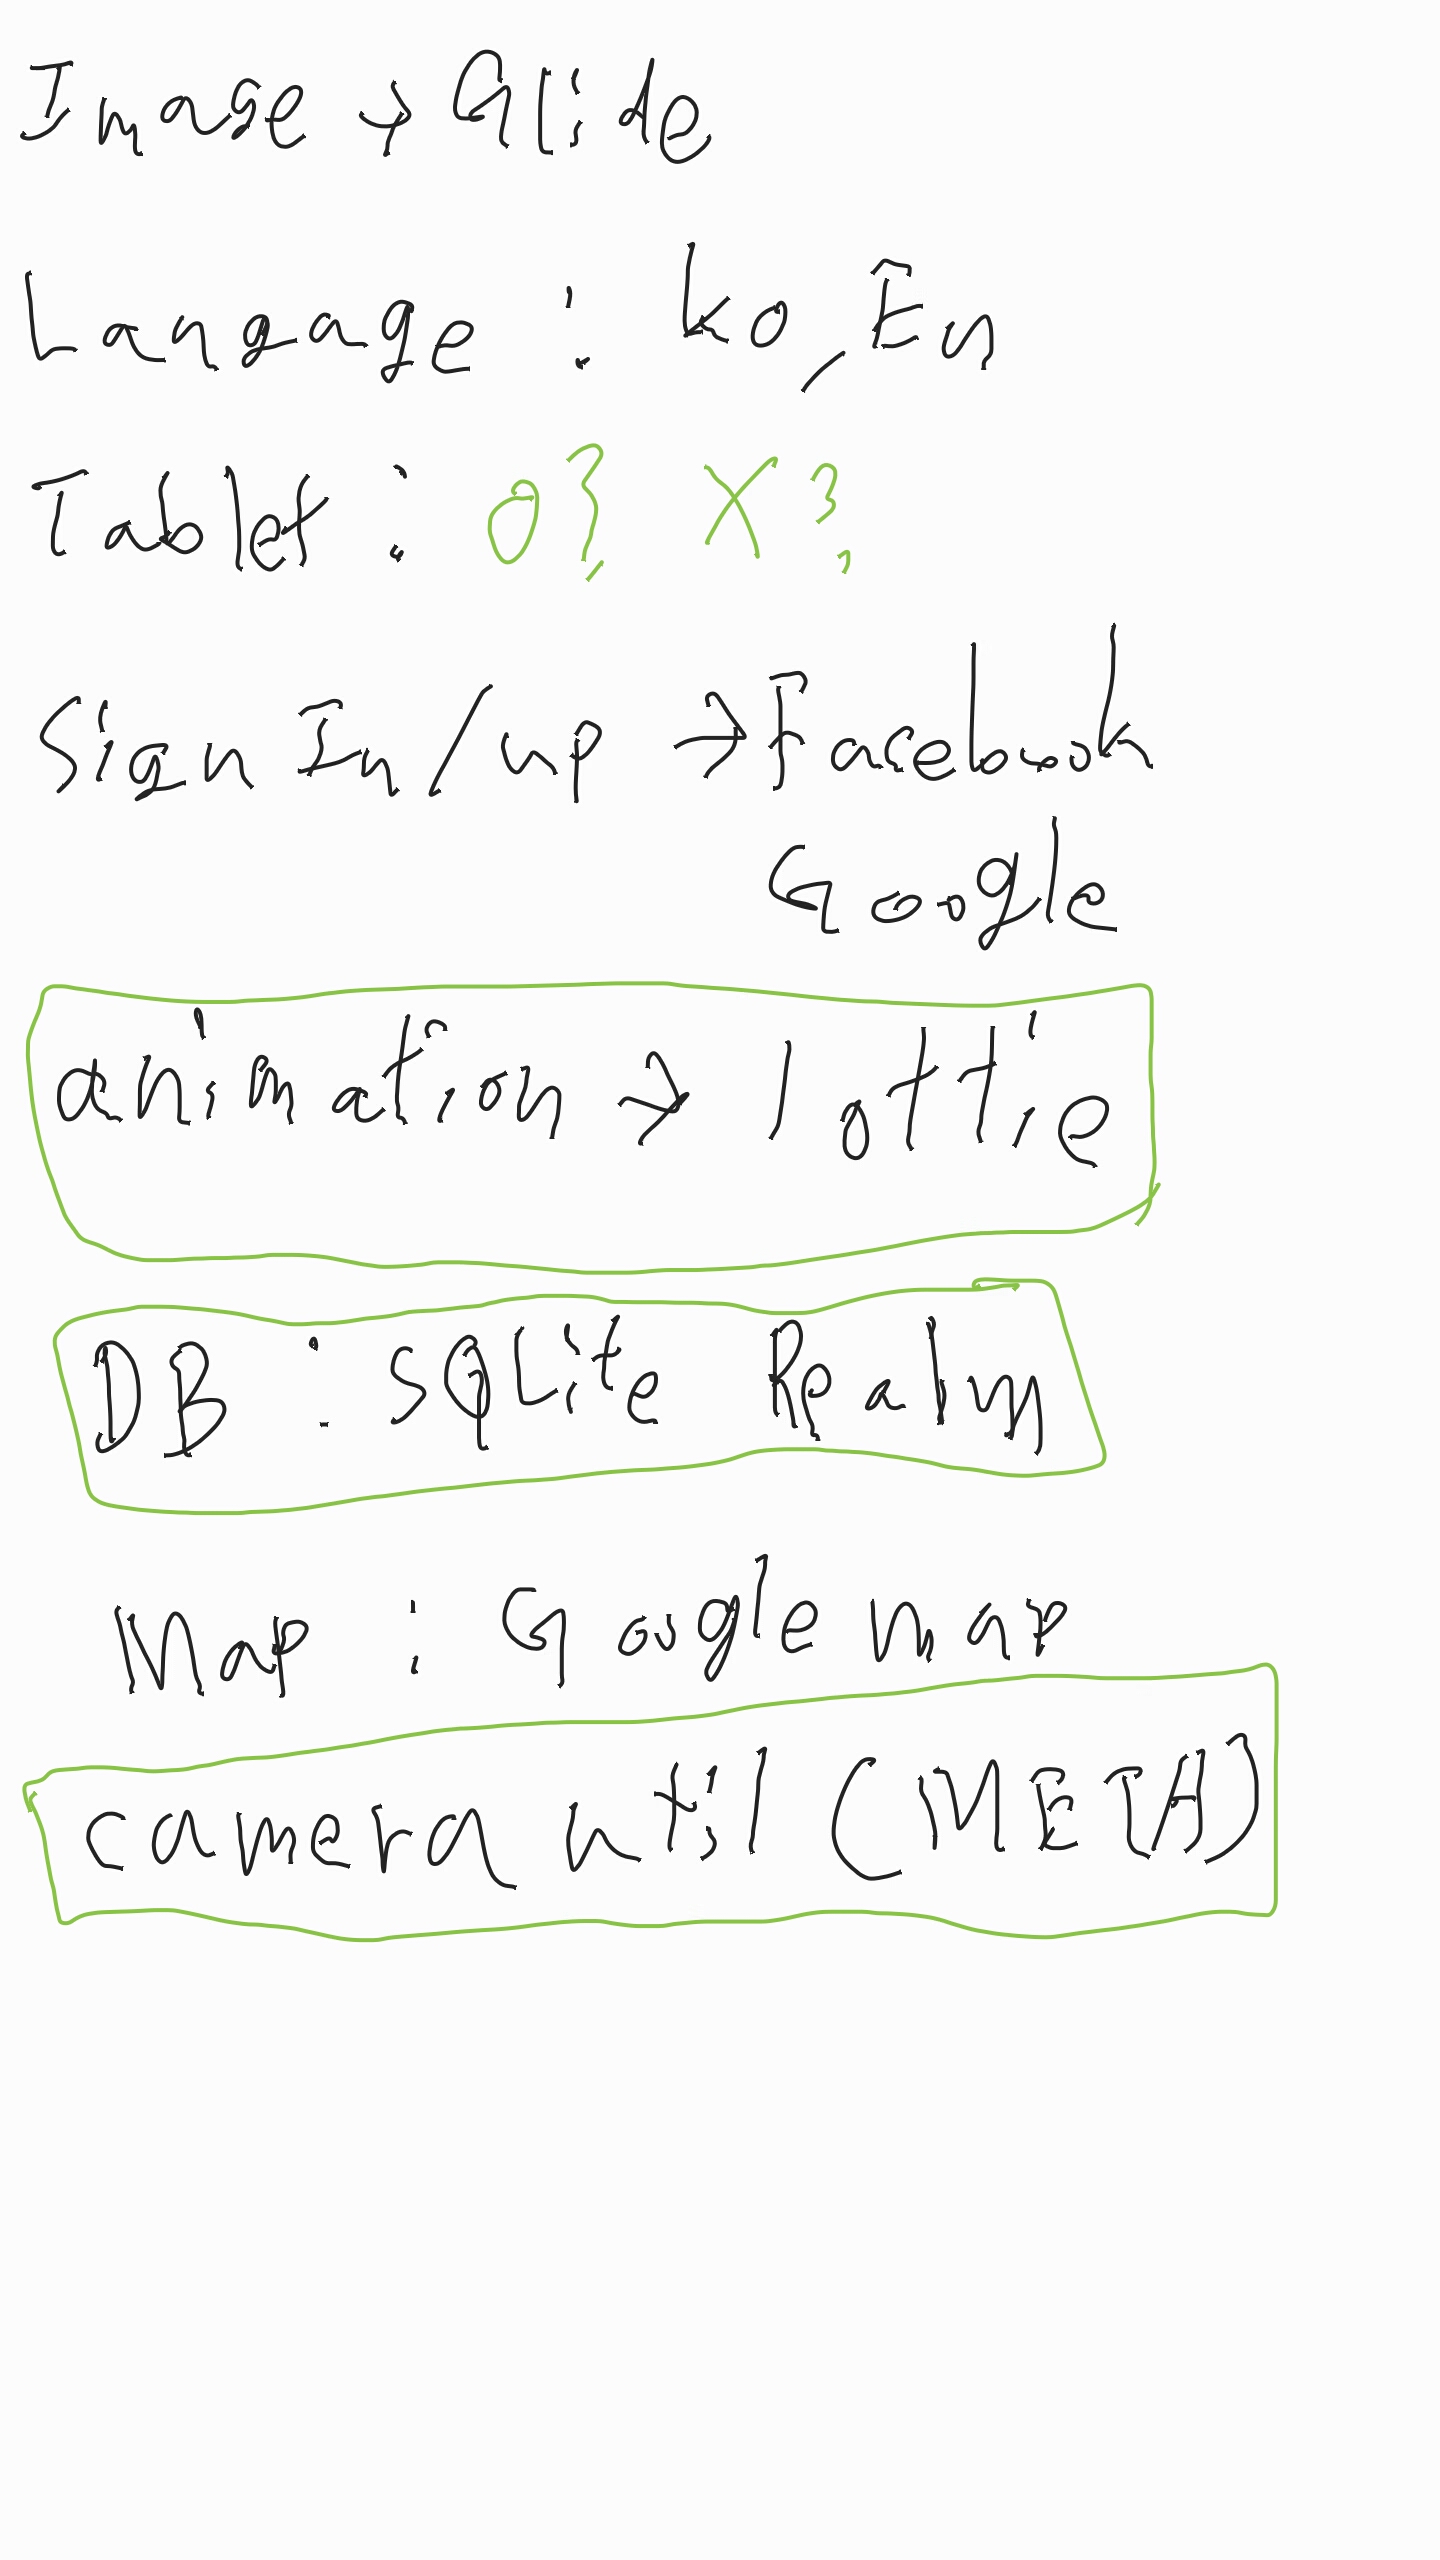 Image → Glide
Langage : ko, En
Tablet : O? X?
Sign In/up → Facebook
Google
animation → lottie
DB : SQLite Realm
Map : Google map
camera util (META)